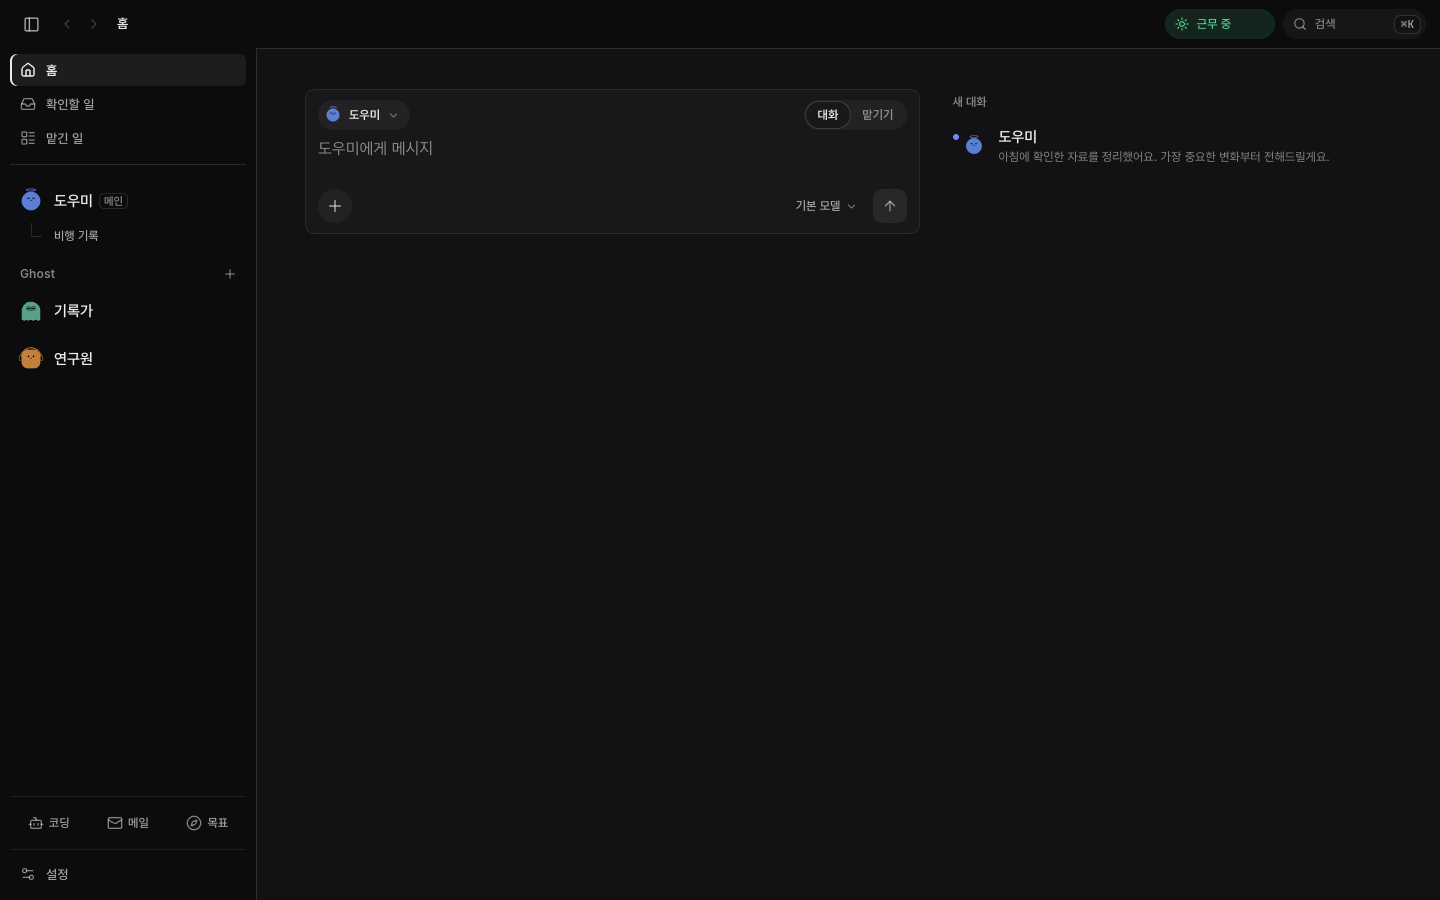 홈
근무 중
검색
⌘K
홈
확인할 일
맡긴 일
도우미 메인
비행 기록
Ghost
기록가
연구원
코딩
메일
목표
설정
도우미
대화
맡기기
도우미에게 메시지
기본 모델
새 대화
도우미
아침에 확인한 자료를 정리했어요. 가장 중요한 변화부터 전해드릴게요.